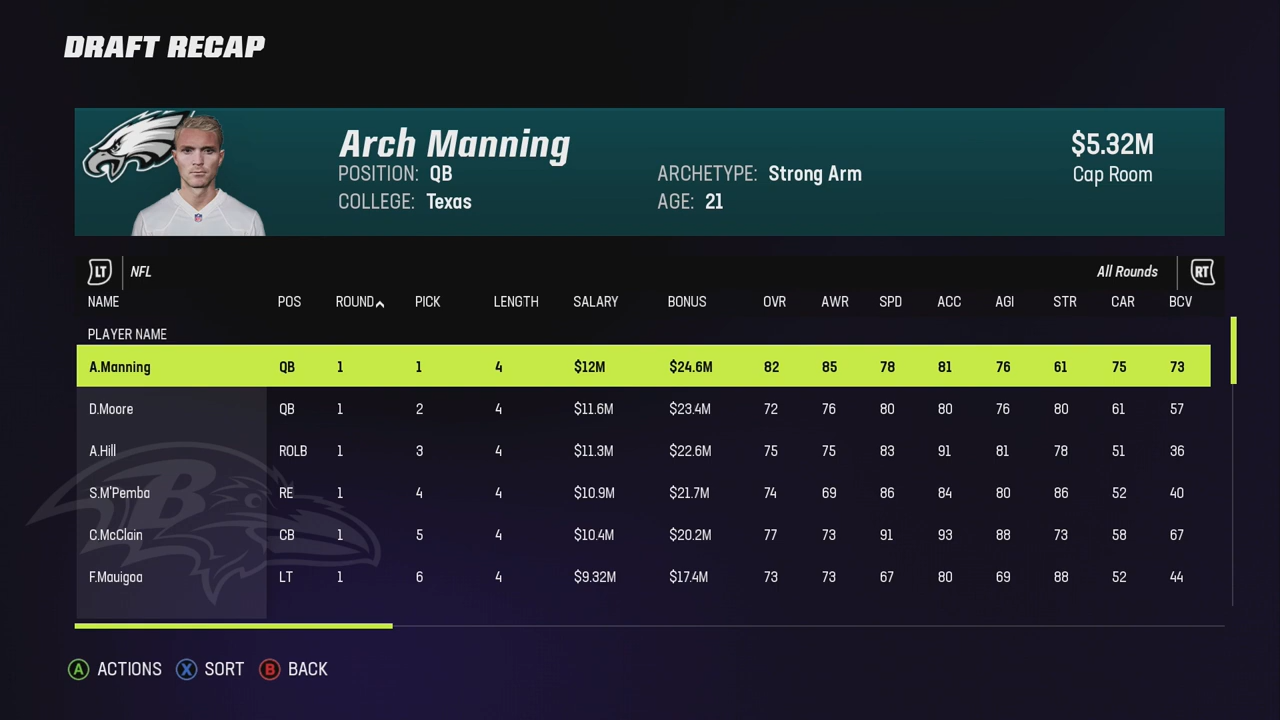 DRAFT RECAP
Arch Manning
POSITION: QB
ARCHETYPE: Strong Arm
COLLEGE: Texas
AGE: 21
$5.32M
Cap Room
LT NFL All Rounds RT
NAME POS ROUND PICK LENGTH SALARY BONUS OVR AWR SPD ACC AGI STR CAR BCV
PLAYER NAME
A.Manning QB 1 1 4 $12M $24.6M 82 85 78 81 76 61 75 73
D.Moore QB 1 2 4 $11.6M $23.4M 72 76 80 80 76 80 61 57
A.Hill ROLB 1 3 4 $11.3M $22.6M 75 75 83 91 81 78 51 36
S.M'Pemba RE 1 4 4 $10.9M $21.7M 74 69 86 84 80 86 52 40
C.McClain CB 1 5 4 $10.4M $20.2M 77 73 91 93 88 73 58 67
F.Mauigoa LT 1 6 4 $9.32M $17.4M 73 73 67 80 69 88 52 44
B
A ACTIONS X SORT B BACK